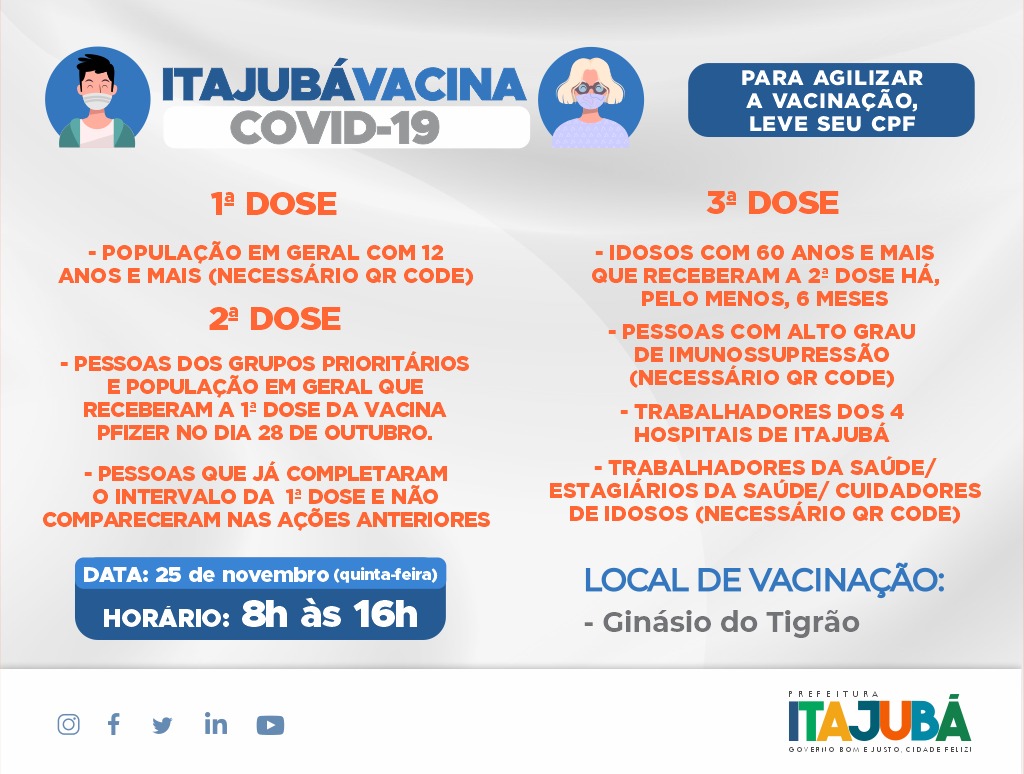 ITAJUBÁVACINA
COVID-19
PARA AGILIZAR
A VACINAÇÃO,
LEVE SEU CPF
1ª DOSE
- POPULAÇÃO EM GERAL COM 12
ANOS E MAIS (NECESSÁRIO QR CODE)
2ª DOSE
- PESSOAS DOS GRUPOS PRIORITÁRIOS
E POPULAÇÃO EM GERAL QUE
RECEBERAM A 1ª DOSE DA VACINA
PFIZER NO DIA 28 DE OUTUBRO.
- PESSOAS QUE JÁ COMPLETARAM
O INTERVALO DA 1ª DOSE E NÃO
COMPARECERAM NAS AÇÕES ANTERIORES
DATA: 25 de novembro (quinta-feira)
HORÁRIO: 8h às 16h
3ª DOSE
- IDOSOS COM 60 ANOS E MAIS
QUE RECEBERAM A 2ª DOSE HÁ,
PELO MENOS, 6 MESES
- PESSOAS COM ALTO GRAU
DE IMUNOSSUPRESSÃO
(NECESSÁRIO QR CODE)
- TRABALHADORES DOS 4
HOSPITAIS DE ITAJUBÁ
- TRABALHADORES DA SAÚDE/
ESTAGIÁRIOS DA SAÚDE/ CUIDADORES
DE IDOSOS (NECESSÁRIO QR CODE)
LOCAL DE VACINAÇÃO:
- Ginásio do Tigrão
PREFEITURA
ITAJUBÁ
GOVERNO BOM E JUSTO, CIDADE FELIZ!